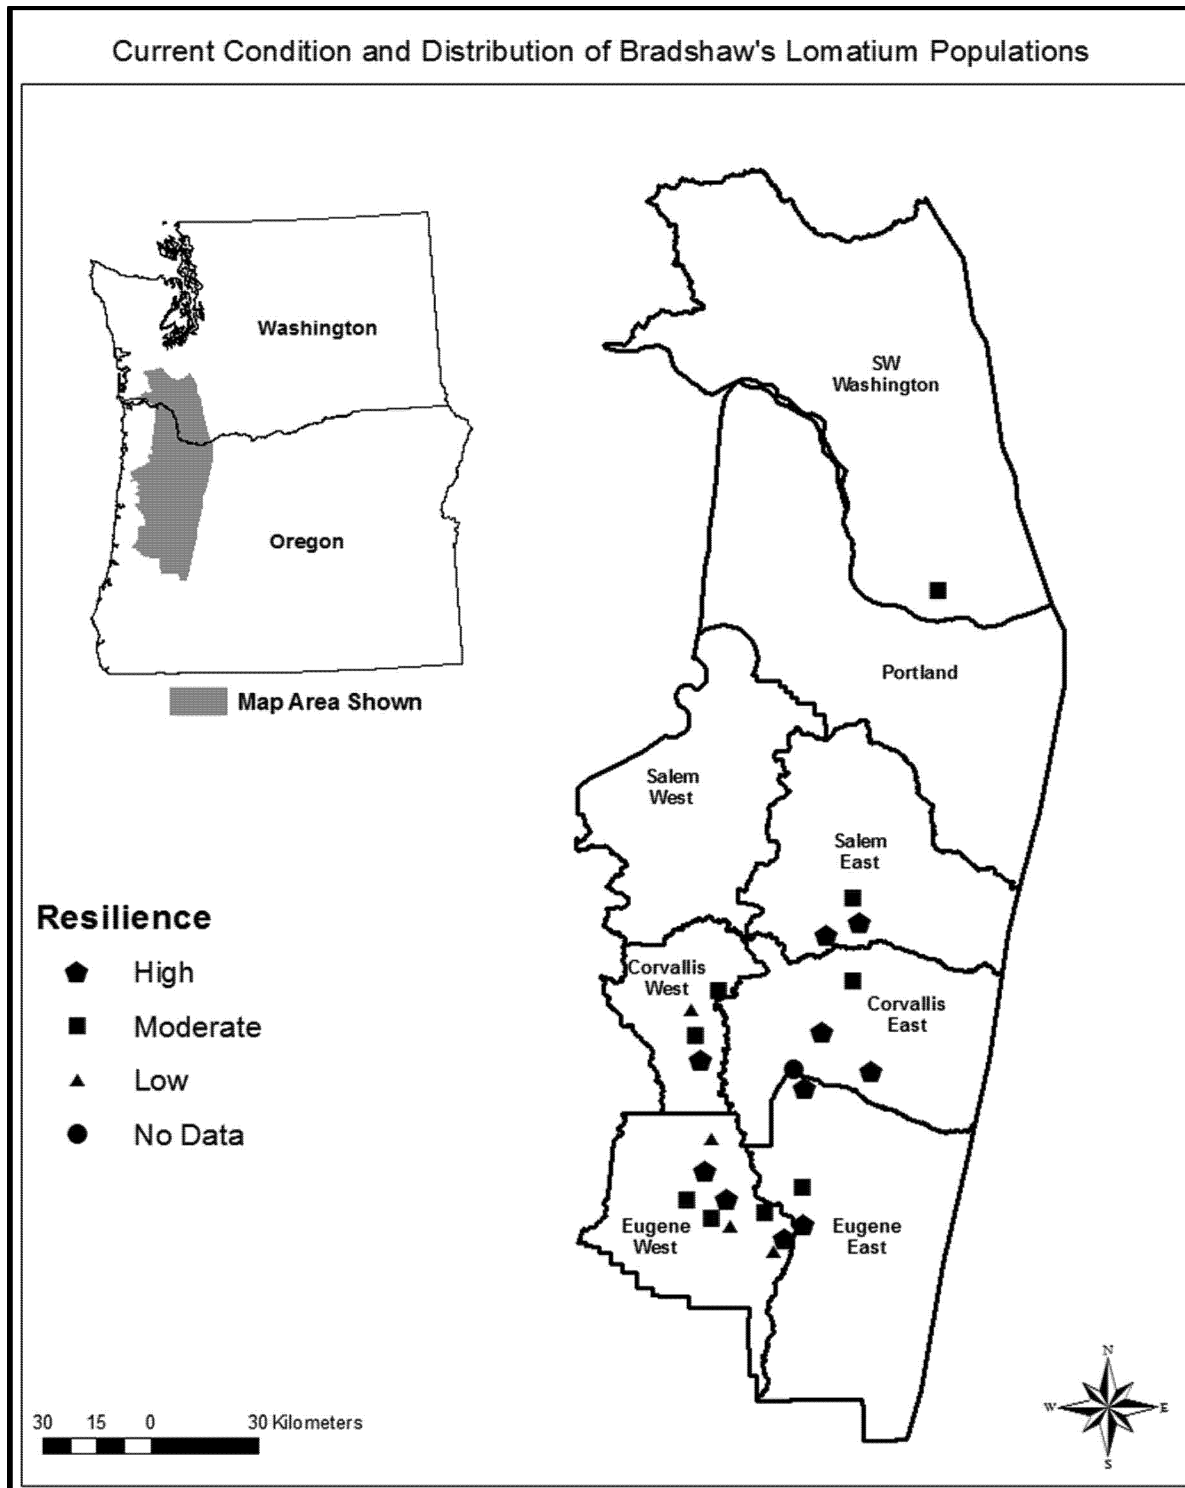 Current Condition and Distribution of Bradshaw's Lomatium Populations
Washington
Oregon
Map Area Shown
SW
Washington
Portland
Salem
West
Salem
East
Corvallis
West
Corvallis
East
Eugene
West
Eugene
East
Resilience
High
Moderate
Low
No Data
30 15 0 30 Kilometers
N
W E
S